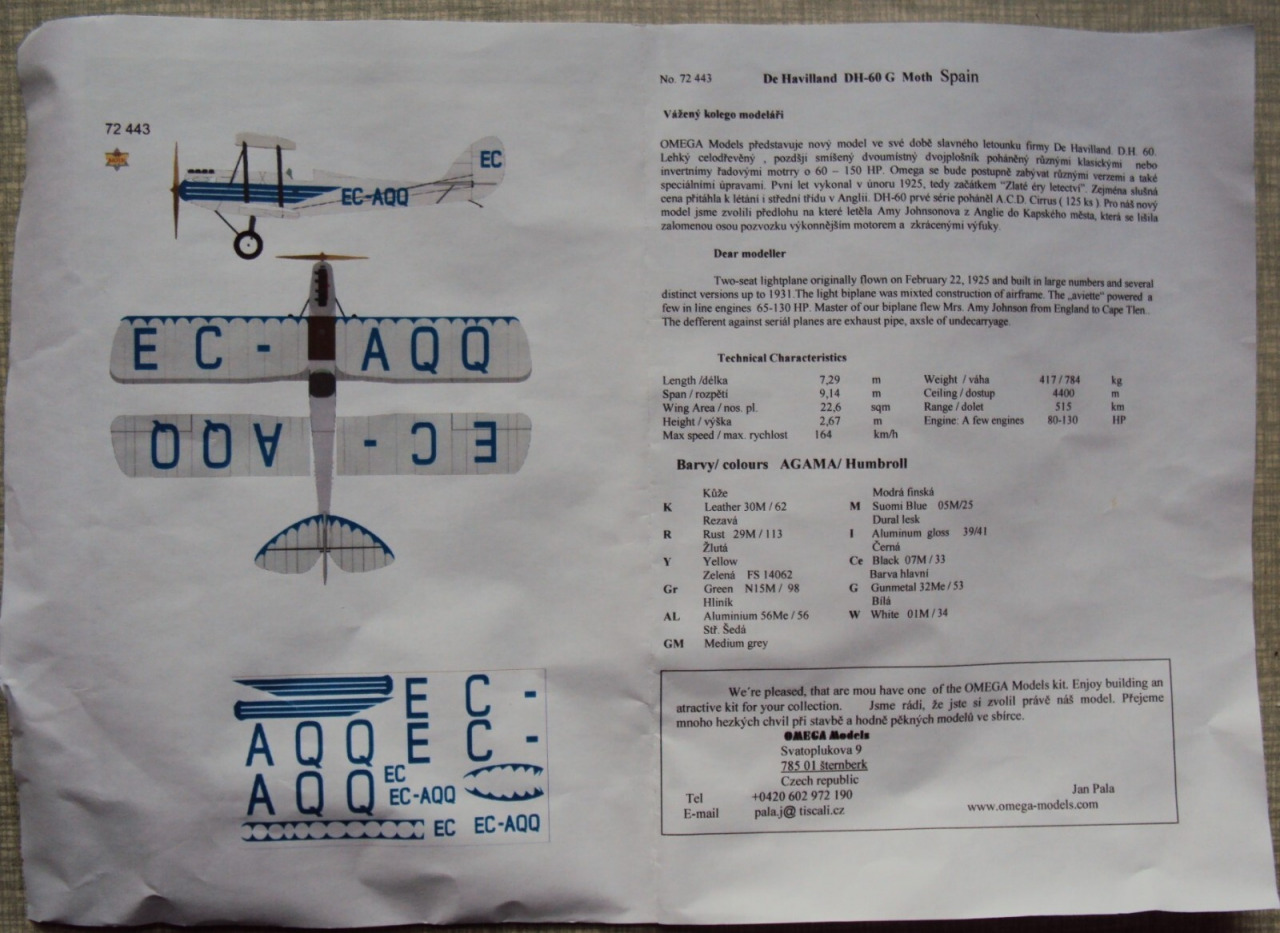 72 443
EC
EC-AQQ
EC-AQQ
EC-AQQ
E C -
A Q Q E C -
A Q Q
EC
EC-AQQ
EC EC-AQQ
No. 72 443 De Havilland DH-60 G Moth Spain
Vážený kolego modeláři
OMEGA Models představuje nový model ve své době slavného letounku firmy De Havilland. D.H. 60.
Lehký celodřevěný , pozdšji smíšený dvoumístný dvojplošník poháněný různými klasickými nebo
invertnímy řadovými motrry o 60 – 150 HP. Omega se bude postupně zabývat různými verzemi a také
speciálními úpravami. Pvní let vykonal v únoru 1925, tedy začátkem "Zlaté éry letectví". Zejména slušná
cena přitáhla k létání i střední třídu v Anglii. DH-60 prvé série poháněl A.C.D. Cirrus ( 125 ks ). Pro náš nový
model jsme zvolili předlohu na které letěla Amy Johnsonova z Anglie do Kapského města, která se lišila
zalomenou osou pozvozku výkonnějším motorem a zkrácenými výfuky.
Dear modeller
Two-seat lightplane originally flown on February 22, 1925 and built in large numbers and several
distinct versions up to 1931.The light biplane was mixted construction of airframe. The „aviette“ powered a
few in line engines 65-130 HP. Master of our biplane flew Mrs. Amy Johnson from England to Cape Tlen.
The defferent against seriál planes are exhaust pipe, axsle of undecarryage.
Technical Characteristics
Length /délka 7,29 m Weight / váha 417 / 784 kg
Span / rozpětí 9,14 m Ceiling / dostup 4400 m
Wing Area / nos. pl. 22,6 sqm Range / dolet 515 km
Height / výška 2,67 m Engine: A few engines 80-130 HP
Max speed / max. rychlost 164 km/h
Barvy/ colours AGAMA/ Humbroll
Kůže Modrá finská
K Leather 30M / 62 M Suomi Blue 05M/25
Rezavá Dural lesk
R Rust 29M / 113 I Aluminum gloss 39/41
Žlutá Černá
Y Yellow Ce Black 07M / 33
Zelená FS 14062 Barva hlavní
Gr Green N15M / 98 G Gunmetal 32Me / 53
Hliník Bílá
AL Aluminium 56Me / 56 W White 01M / 34
Stř. Šedá
GM Medium grey
We´re pleased, that are mou have one of the OMEGA Models kit. Enjoy building an
atractive kit for your collection. Jsme rádi, že jste si zvolil právě náš model. Přejeme
mnoho hezkých chvil při stavbě a hodně pěkných modelů ve sbírce.
OMEGA Models
Svatoplukova 9
785 01 šternberk
Czech republic
Tel +0420 602 972 190 Jan Pala
E-mail pala.j@ tiscali.cz www.omega-models.com